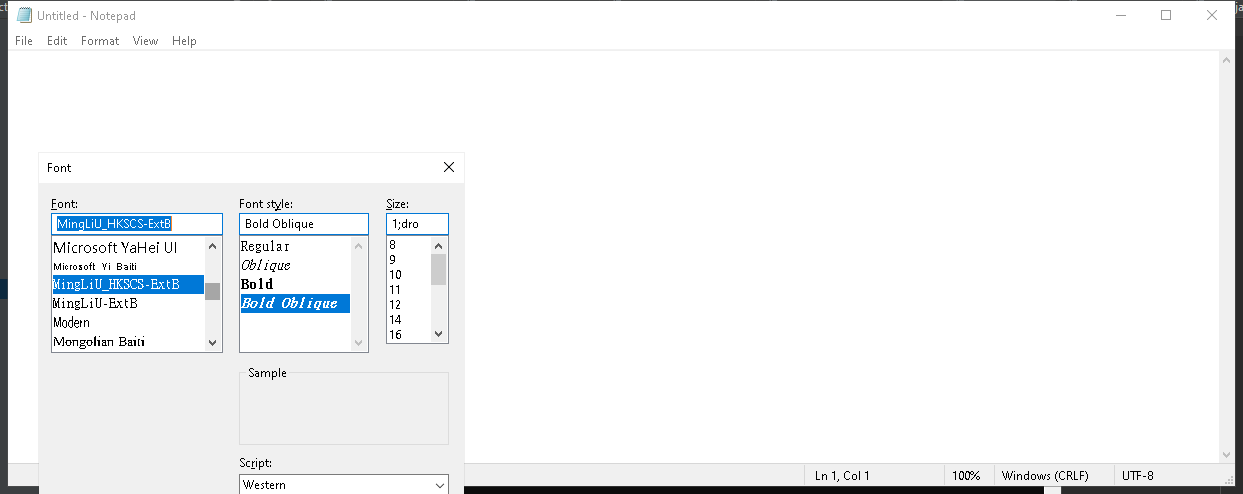 Untitled - Notepad
File Edit Format View Help
Font
Font: Font style: Size:
MingLiU_HKSCS-ExtB Bold Oblique 1;dro
Microsoft YaHei UI Regular 8
Microsoft Yi Baiti Oblique 9
MingLiU_HKSCS-ExtB Bold 10
MingLiU-ExtB Bold Oblique 11
Modern 12
Mongolian Baiti 14
16
Sample
Script:
Western
Ln 1, Col 1 100% Windows (CRLF) UTF-8